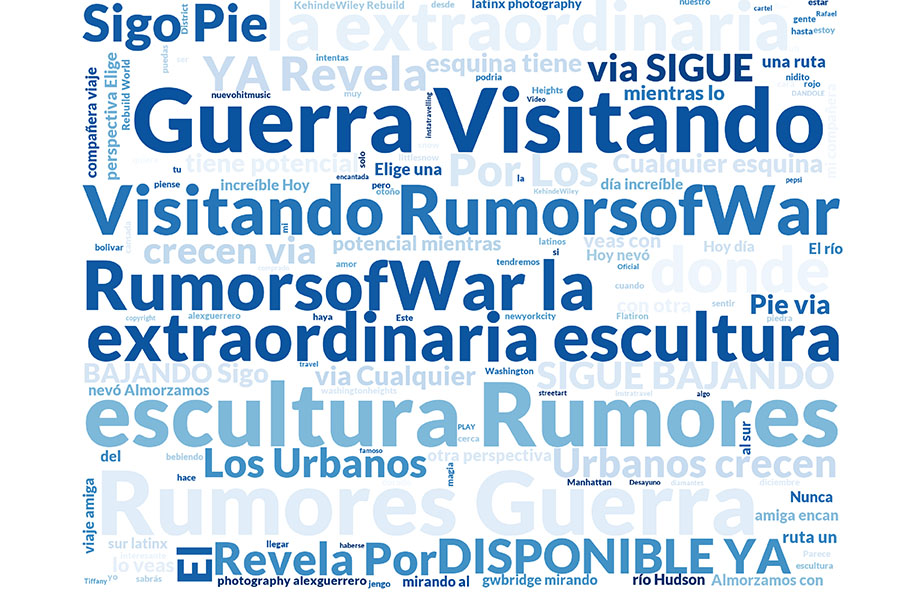 KehindeWiley Rebuild
desde
latinx photography
nuestro
estar
cartel
Rafael
Sigo Pie
District
la extraordinaria
gente
hasta
estoy
puedas
ser
YA Revela
intentas
esquina tiene
podria
via SIGUE
una ruta
nidito
rojo
compañera viaje
perspectiva Elige
Rebuild World
nuevohitmusic
muy
instatravelling
Heights
Video
mientras lo
DANDOLE
mi compañera
Guerra Visitando
tiene potencial
solo
littlesnow
Elige una
Por Los
Cualquier esquina
tu
encantada
la
pepsi
piense
increíble Hoy
pero
otoño
KehindeWiley
día increíble
Visitando RumorsofWar
mi
bolivar
crecen via
potencial mientras
latinos
si
veas con
Hoy nevó
Hoy día
El río
amor
tendremos
Oficial
donde
RumorsofWar la
cuando
con otra
sentir
Pie via
copyright
alexguerrero
haya
Este
newyorkcity
Flatiron
piedra
extraordinaria escultura
BAJANDO Sigo
travel
via Cualquier
Washington
SIGUE BAJANDO
nevó Almorzamos
washingtonheights
streetart
instatravel
algo
escultura Rumores
PLAY
cerca
al sur
del
bebiendo
Los Urbanos
famoso
otra perspectiva
Urbanos crecen
hace
magia
Manhattan
Desayuno
diamantes
diciembre
Rumores Guerra
Nunca
viaje amiga
amiga encan
ruta un
sur latinx
interesante
lo veas
El
Revela Por
llegar
haberse
DISPONIBLE YA
Parece
escultura
Tiffany
yo
sabrás
photography alexguerrero
jengo
mirando al
gwbridge mirando
río Hudson
Almorzamos con